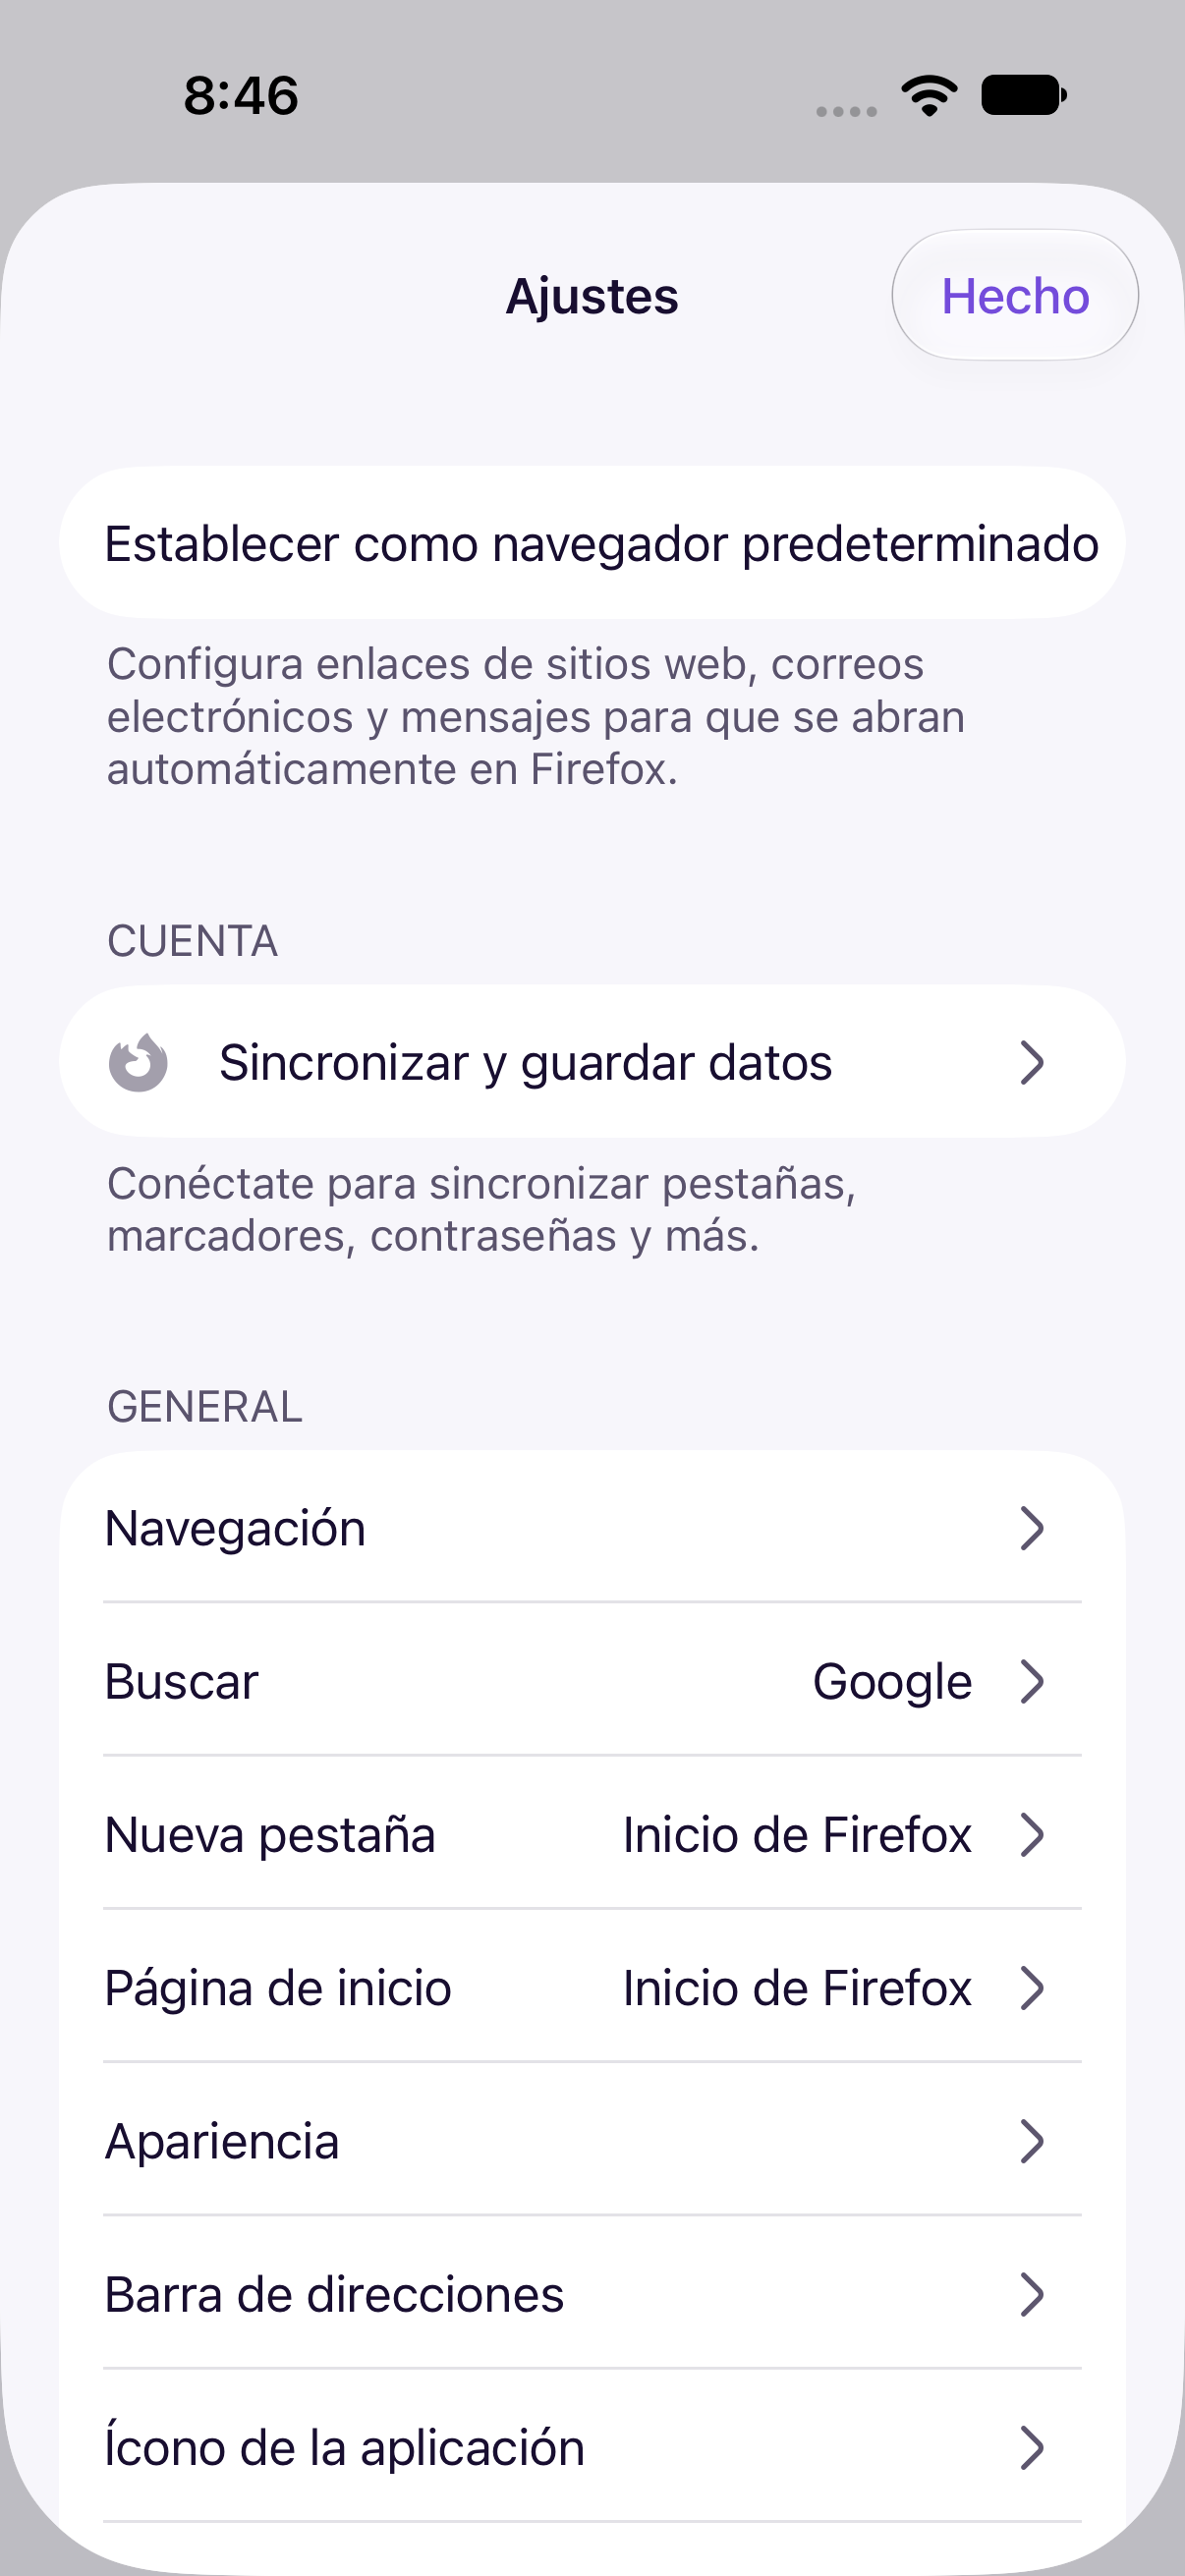 8:46
Ajustes
Hecho
Establecer como navegador predeterminado
Configura enlaces de sitios web, correos
electrónicos y mensajes para que se abran
automáticamente en Firefox.
CUENTA
Sincronizar y guardar datos
Conéctate para sincronizar pestañas,
marcadores, contraseñas y más.
GENERAL
Navegación
Buscar Google
Nueva pestaña Inicio de Firefox
Página de inicio Inicio de Firefox
Apariencia
Barra de direcciones
Ícono de la aplicación